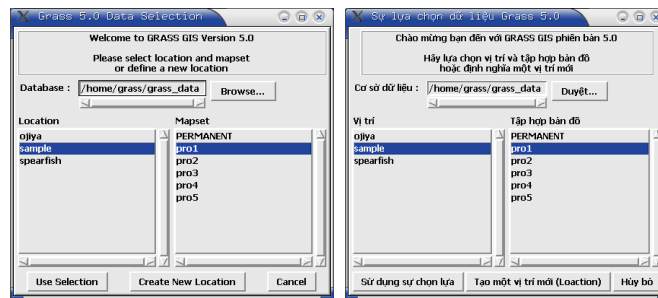 Grass 5.0 Data Selection
Welcome to GRASS GIS Version 5.0
Please select location and mapset
or define a new location
Database :
/home/grass/grass_data
Browse...
Location
Mapset
ojiya
sample
spearfish
PERMANENT
pro1
pro2
pro3
pro4
pro5
Use Selection
Create New Location
Cancel
Sự lựa chọn dữ liệu Grass 5.0
Chào mừng bạn đến với GRASS GIS phiên bản 5.0
Hãy lựa chọn vị trí và tập hợp bản đồ
hoặc định nghĩa một vị trí mới
Cơ sở dữ liệu :
/home/grass/grass_data
Duyệt...
Vị trí
Tập hợp bản đồ
ojiya
sample
spearfish
PERMANENT
pro1
pro2
pro3
pro4
pro5
Sử dụng sự chọn lựa
Tạo một vị trí mới (Loaction)
Hủy bỏ